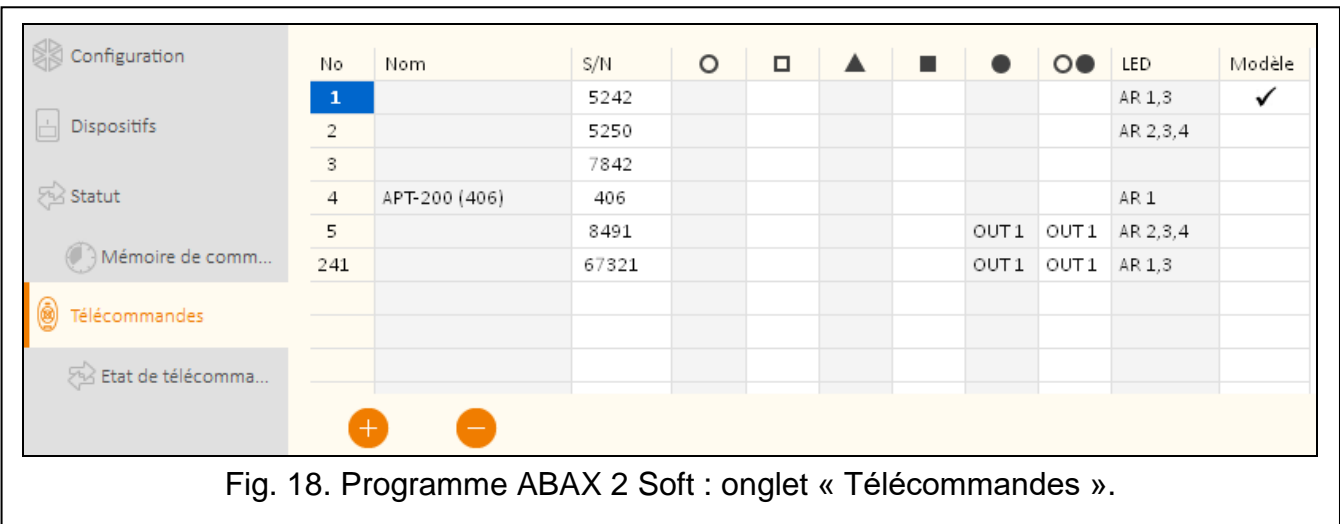 Configuration
Dispositifs
Statut
Mémoire de comm...
Télécommandes
Etat de télécomma...
No Nom S/N LED Modèle
1 5242 AR 1,3 ✓
2 5250 AR 2,3,4
3 7842
4 APT-200 (406) 406 AR 1
5 8491 OUT 1 OUT 1 AR 2,3,4
241 67321 OUT 1 OUT 1 AR 1,3
Fig. 18. Programme ABAX 2 Soft : onglet « Télécommandes ».